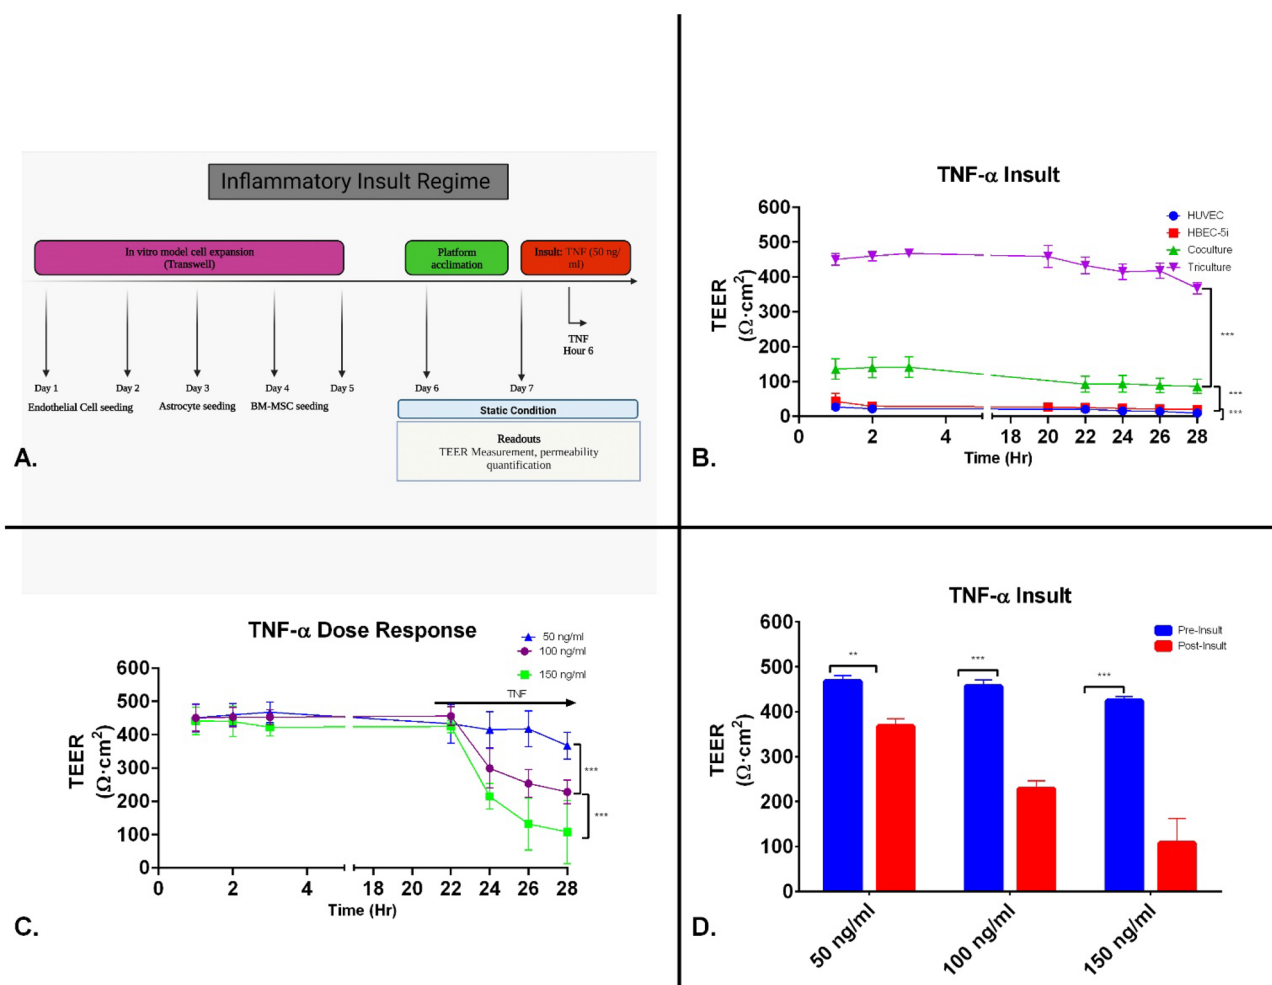 Inflammatory Insult Regime
In vitro model cell expansion
(Transwell)
Platform
acclimation
Insult: TNF (50 ng/
ml)
TNF
Hour 6
Day 1
Day 2
Day 3
Day 4
Day 5
Day 6
Day 7
Endothelial Cell seeding
Astrocyte seeding
BM-MSC seeding
Static Condition
Readouts
TEER Measurement, permeability
quantification
A.
TNF-α Insult
HUVEC
HBEC-5i
Coculture
Triculture
TEER
(Ω·cm2)
600
500
400
300
200
100
0
0 2 4 18 20 22 24 26 28
Time (Hr)
***
***
***
B.
TNF-α Dose Response
50 ng/ml
100 ng/ml
150 ng/ml
TNF
TEER
(Ω·cm2)
600
500
400
300
200
100
0
0 2 4 18 20 22 24 26 28
Time (Hr)
***
***
C.
TNF-α Insult
Pre-Insult
Post-Insult
TEER
(Ω·cm2)
600
500
400
300
200
100
0
**
***
***
50 ng/ml
100 ng/ml
150 ng/ml
D.